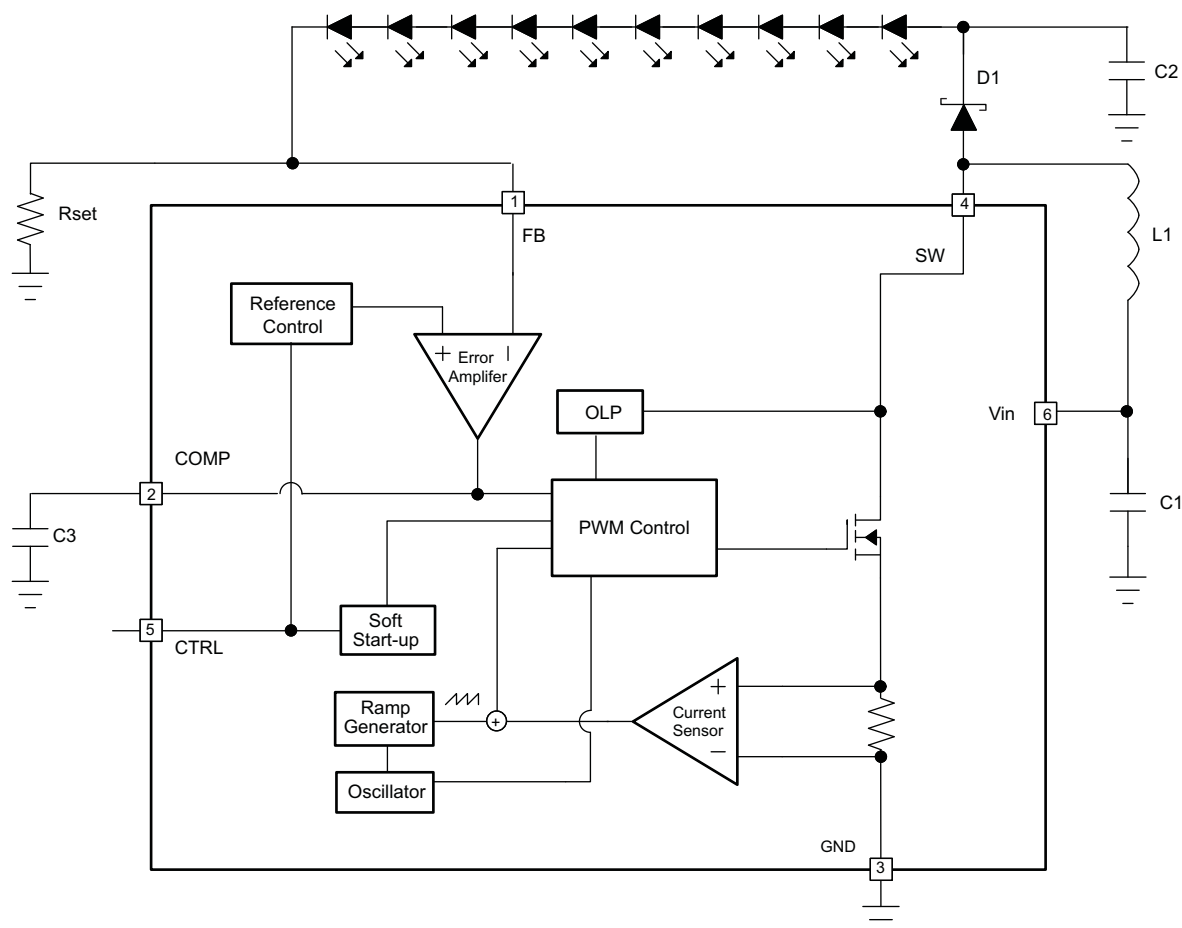 D1
C2
Rset
1
FB
4
SW
L1
Reference
Control
+ Error −
Amplifer
OLP
Vin
6
COMP
2
PWM Control
C1
C3
5
CTRL
Soft
Start-up
Ramp
Generator
+
+
Current
Sensor
−
Oscillator
GND
3